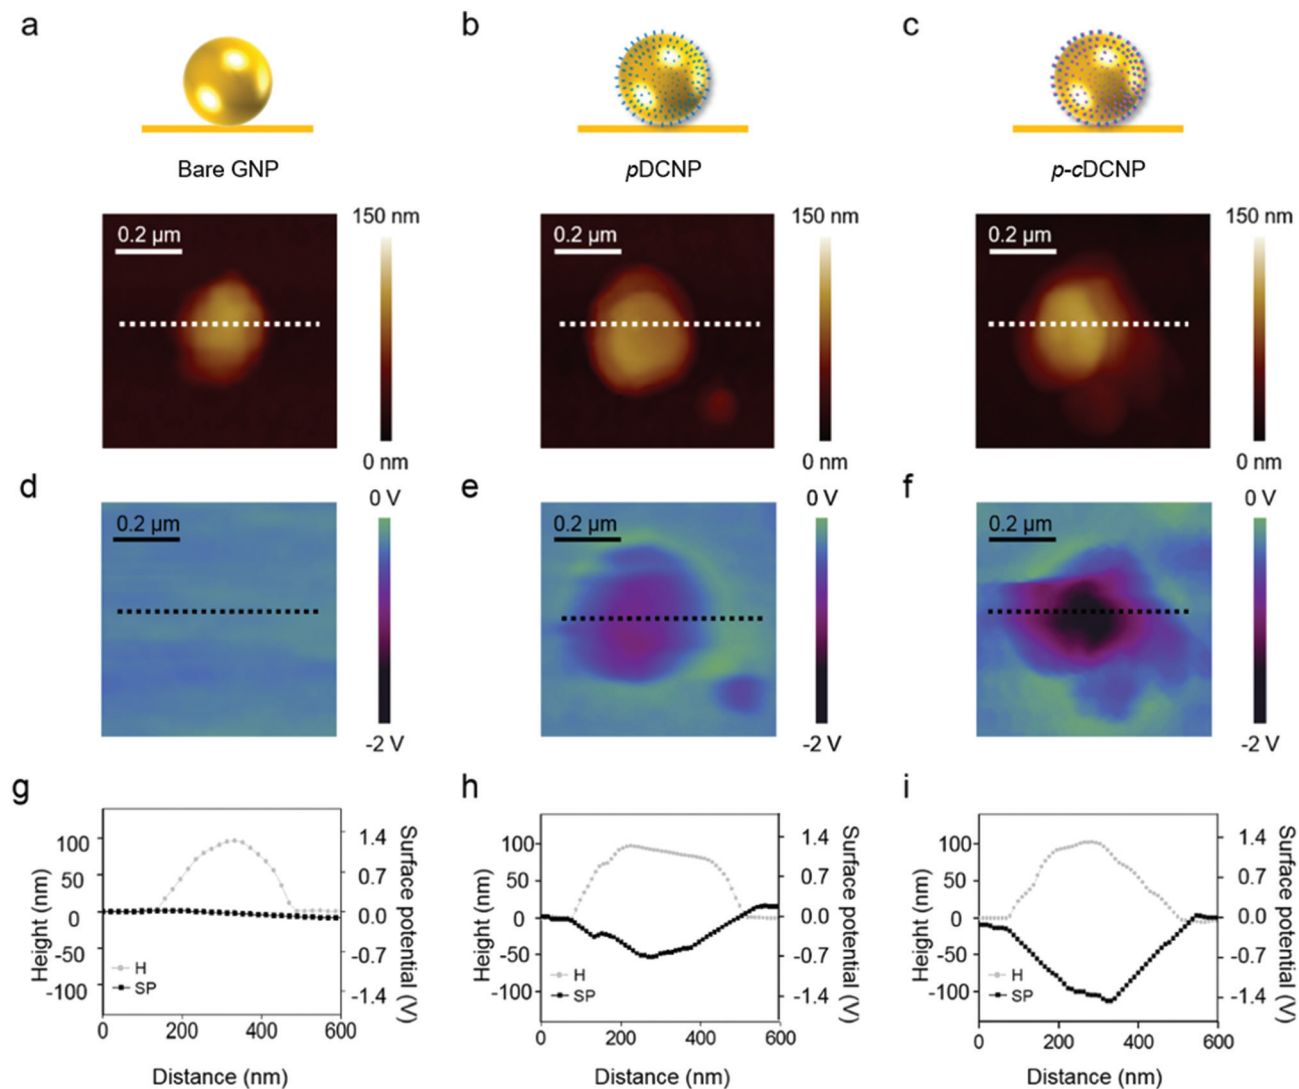 a
b
c
Bare GNP
pDCNP
p-cDCNP
0.2 µm
150 nm
0 nm
0.2 µm
150 nm
0 nm
0.2 µm
150 nm
0 nm
d
e
f
0.2 µm
0 V
-2 V
0.2 µm
0 V
-2 V
0.2 µm
0 V
-2 V
g
h
i
Height (nm)
100
50
0
-50
-100
H
SP
1.4
0.7
0.0
-0.7
-1.4
Surface potential (V)
0
200
400
600
Distance (nm)
Height (nm)
100
50
0
-50
-100
H
SP
1.4
0.7
0.0
-0.7
-1.4
Surface potential (V)
0
200
400
600
Distance (nm)
Height (nm)
100
50
0
-50
-100
H
SP
1.4
0.7
0.0
-0.7
-1.4
Surface potential (V)
0
200
400
600
Distance (nm)